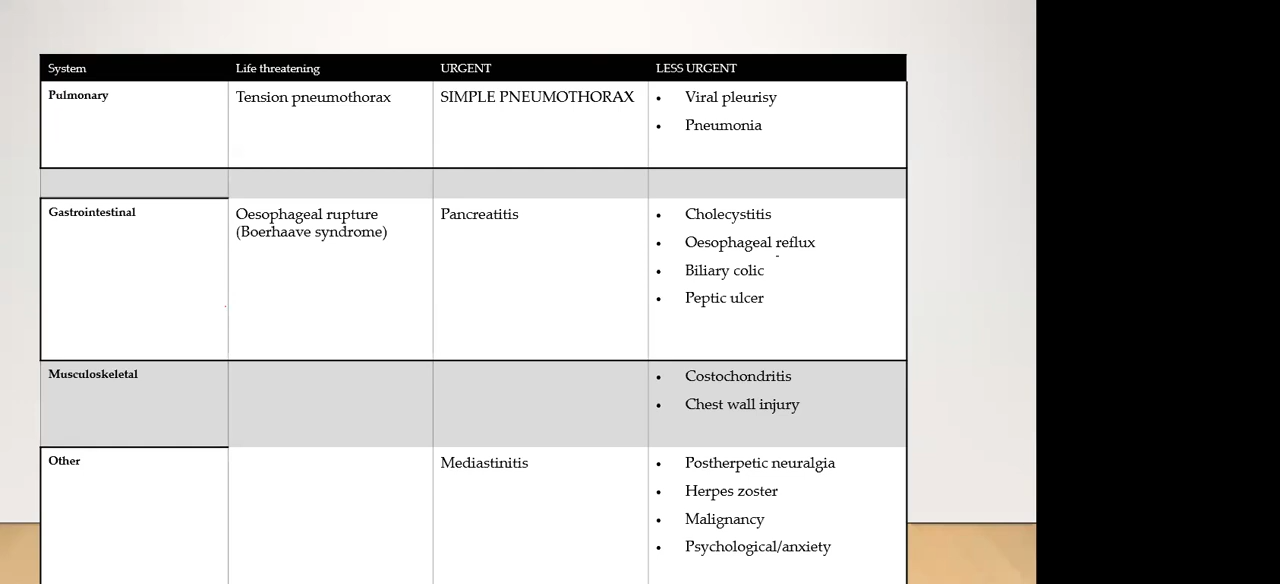 System Life threatening URGENT LESS URGENT
Pulmonary Tension pneumothorax SIMPLE PNEUMOTHORAX • Viral pleurisy
• Pneumonia
Gastrointestinal Oesophageal rupture Pancreatitis • Cholecystitis
(Boerhaave syndrome) • Oesophageal reflux
• Biliary colic
• Peptic ulcer
Musculoskeletal • Costochondritis
• Chest wall injury
Other Mediastinitis • Postherpetic neuralgia
• Herpes zoster
• Malignancy
• Psychological/anxiety